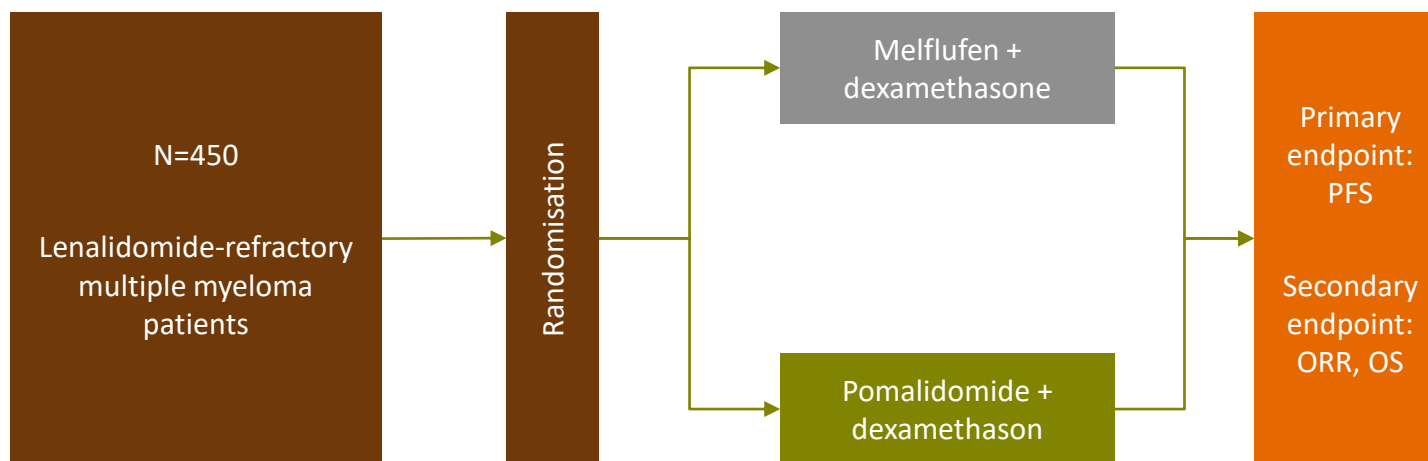 N=450
Lenalidomide-refractory
multiple myeloma
patients
Randomisation
Melflufen +
dexamethasone
Pomalidomide +
dexamethason
Primary
endpoint:
PFS
Secondary
endpoint:
ORR, OS